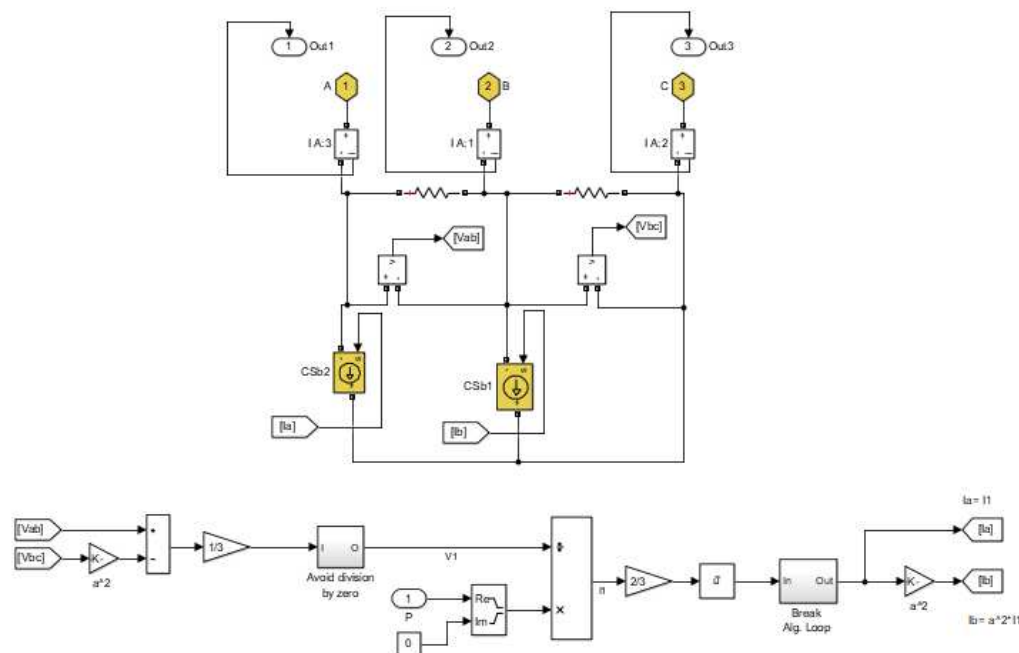 1 Out1
2 Out2
3 Out3
A 1
2 B
C 3
I A:3
I A:1
I A:2
[Vab]
[Vbc]
CSb2
CSb1
[Ia]
[Ib]
Ia= I1
[Vab]
[Vbc]
-K-
a^2
1/3
I O
Avoid division
by zero
V1
1
P
0
Re
Im
I1
2/3
In Out
Break
Alg. Loop
[Ia]
-K-
a^2
[Ib]
Ib= a^2*I1